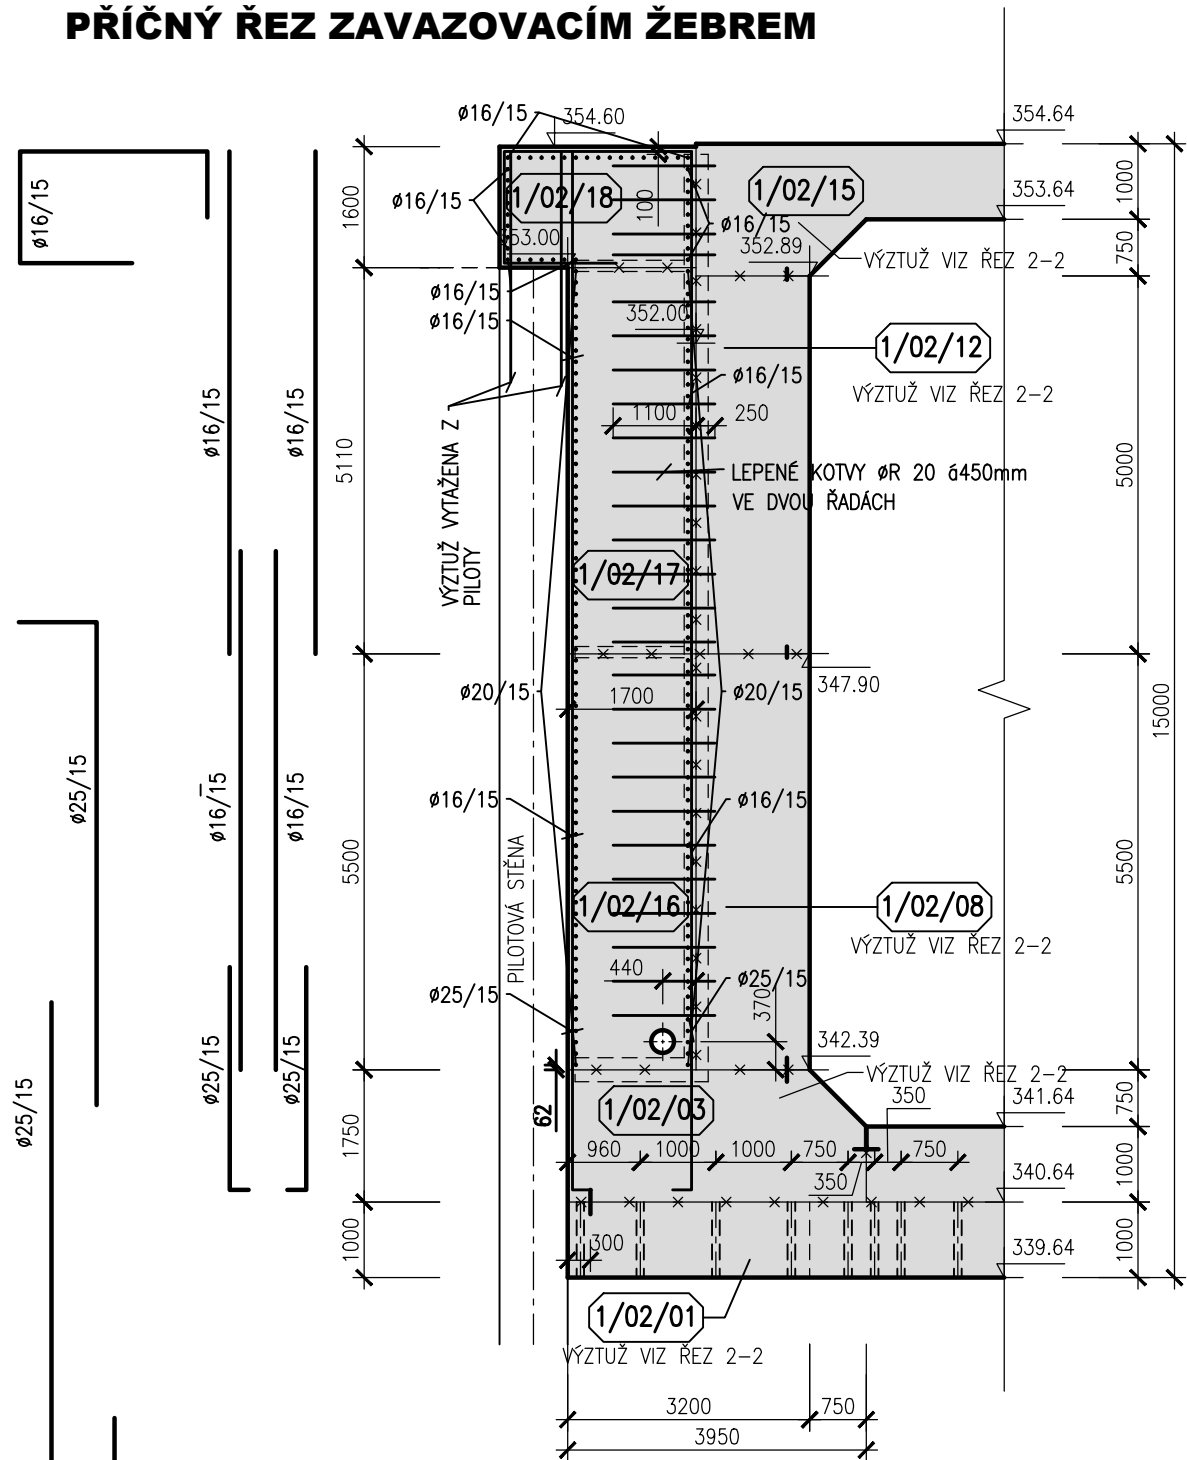 PŘÍČNÝ ŘEZ ZAVAZOVACÍM ŽEBREM
ø16/15
354.60
354.64
ø16/15
1600
ø16/15
1/02/18
100
1/02/15
353.64
1000
353.00
ø16/15
352.89
VÝZTUŽ VIZ ŘEZ 2-2
750
ø16/15
ø16/15
352.00
1/02/12
VÝZTUŽ VIZ ŘEZ 2-2
ø16/15
ø16/15
ø16/15
1100
250
5110
5000
VÝZTUŽ VYTAŽENA Z
PILOTY
LEPENÉ KOTVY ØR 20 á450mm
VE DVOU ŘADÁCH
1/02/17
347.90
ø20/15
1700
ø20/15
15000
ø25/15
ø16/15
ø16/15
ø16/15
ø16/15
5500
5500
PILOTOVÁ STĚNA
1/02/16
1/02/08
VÝZTUŽ VIZ ŘEZ 2-2
440
ø25/15
ø25/15
370
342.39
ø25/15
ø25/15
ø25/15
VÝZTUŽ VIZ ŘEZ 2-2
62
1/02/03
350
341.64
750
1750
960
1000
1000
750
750
350
340.64
1000
300
1000
339.64
1000
1/02/01
VÝZTUŽ VIZ ŘEZ 2-2
3200
750
3950